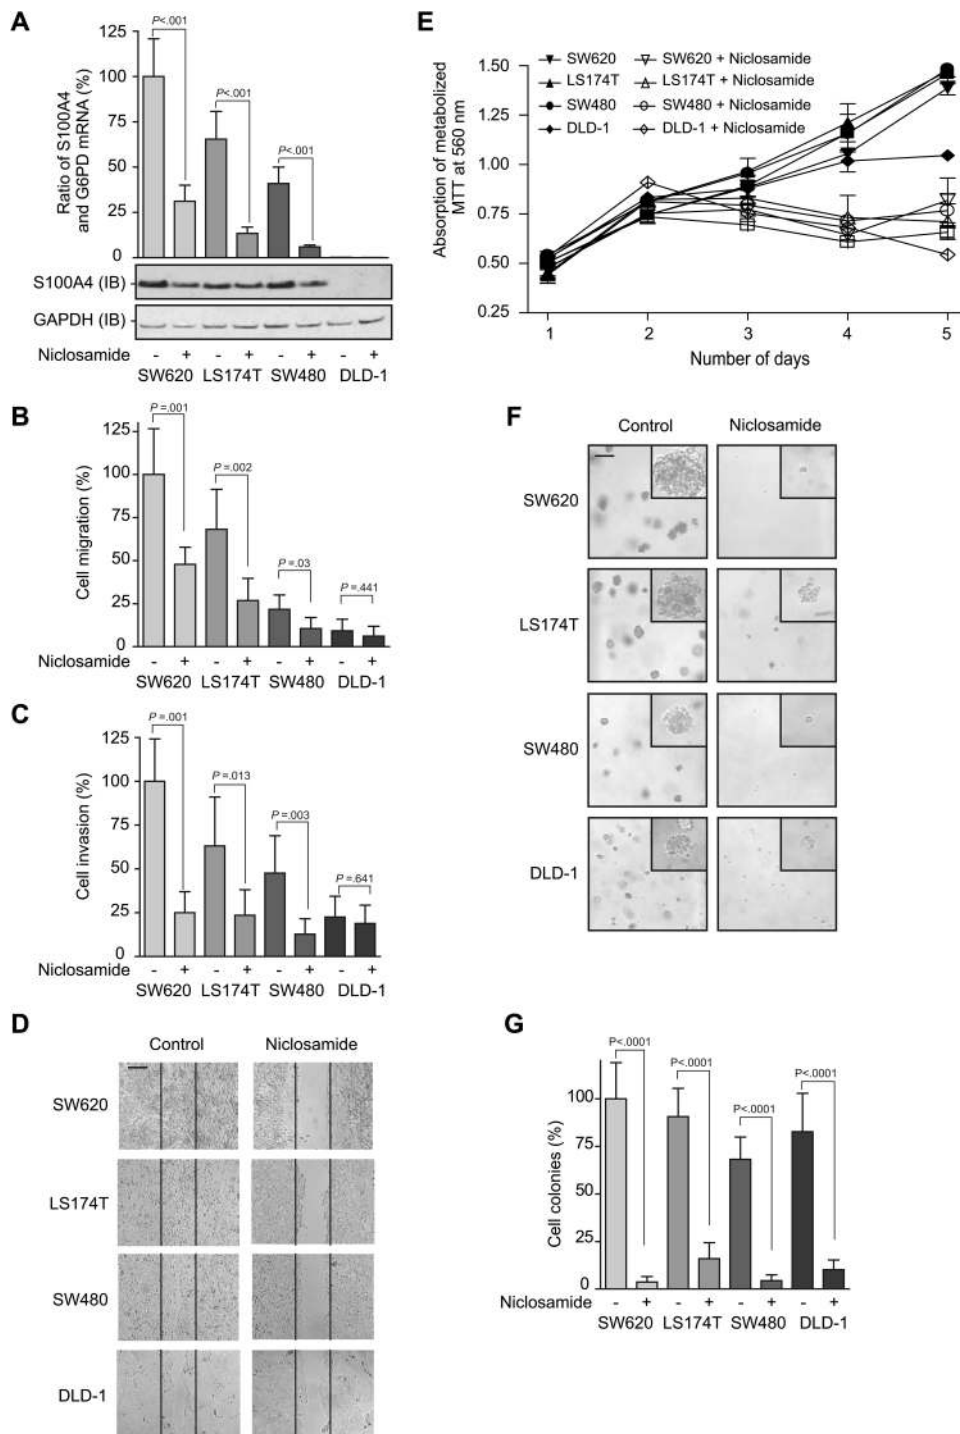 A
P<.001
125
100
75
50
25
0
Ratio of S100A4
and G6PD mRNA (%)
P<.001
P<.001
S100A4 (IB)
GAPDH (IB)
Niclosamide - + - + - + - +
SW620 LS174T SW480 DLD-1
B
P =.001
125
100
75
50
25
0
Cell migration (%)
P =.002
P =.03
P =.441
Niclosamide - + - + - + - +
SW620 LS174T SW480 DLD-1
C
P =.001
125
100
75
50
25
0
Cell invasion (%)
P =.013
P =.003
P =.641
Niclosamide - + - + - + - +
SW620 LS174T SW480 DLD-1
D
Control Niclosamide
SW620
LS174T
SW480
DLD-1
E
SW620 SW620 + Niclosamide
LS174T LS174T + Niclosamide
SW480 SW480 + Niclosamide
DLD-1 DLD-1 + Niclosamide
1.50
1.25
1.00
0.75
0.50
0.25
Absorption of metabolized
MTT at 560 nm
1 2 3 4 5
Number of days
F
Control Niclosamide
SW620
LS174T
SW480
DLD-1
G
P<.0001
P<.0001
P<.0001
P<.0001
100
75
50
25
0
Cell colonies (%)
Niclosamide - + - + - + - +
SW620 LS174T SW480 DLD-1